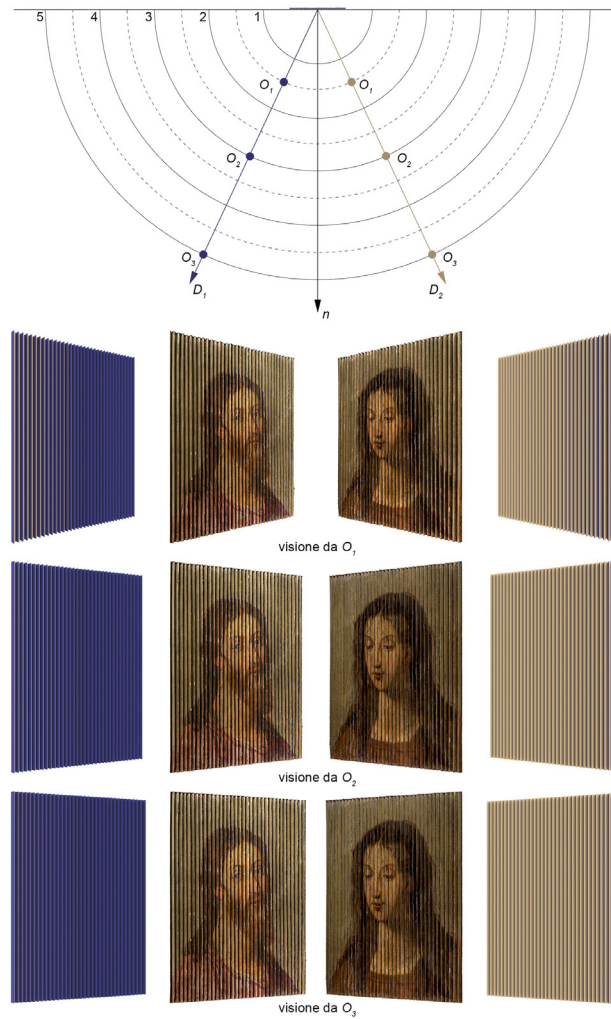 5 4 3 2 1
O1 O1
O2 O2
O3 O3
D1 D2
n
visione da O1
visione da O2
visione da O3